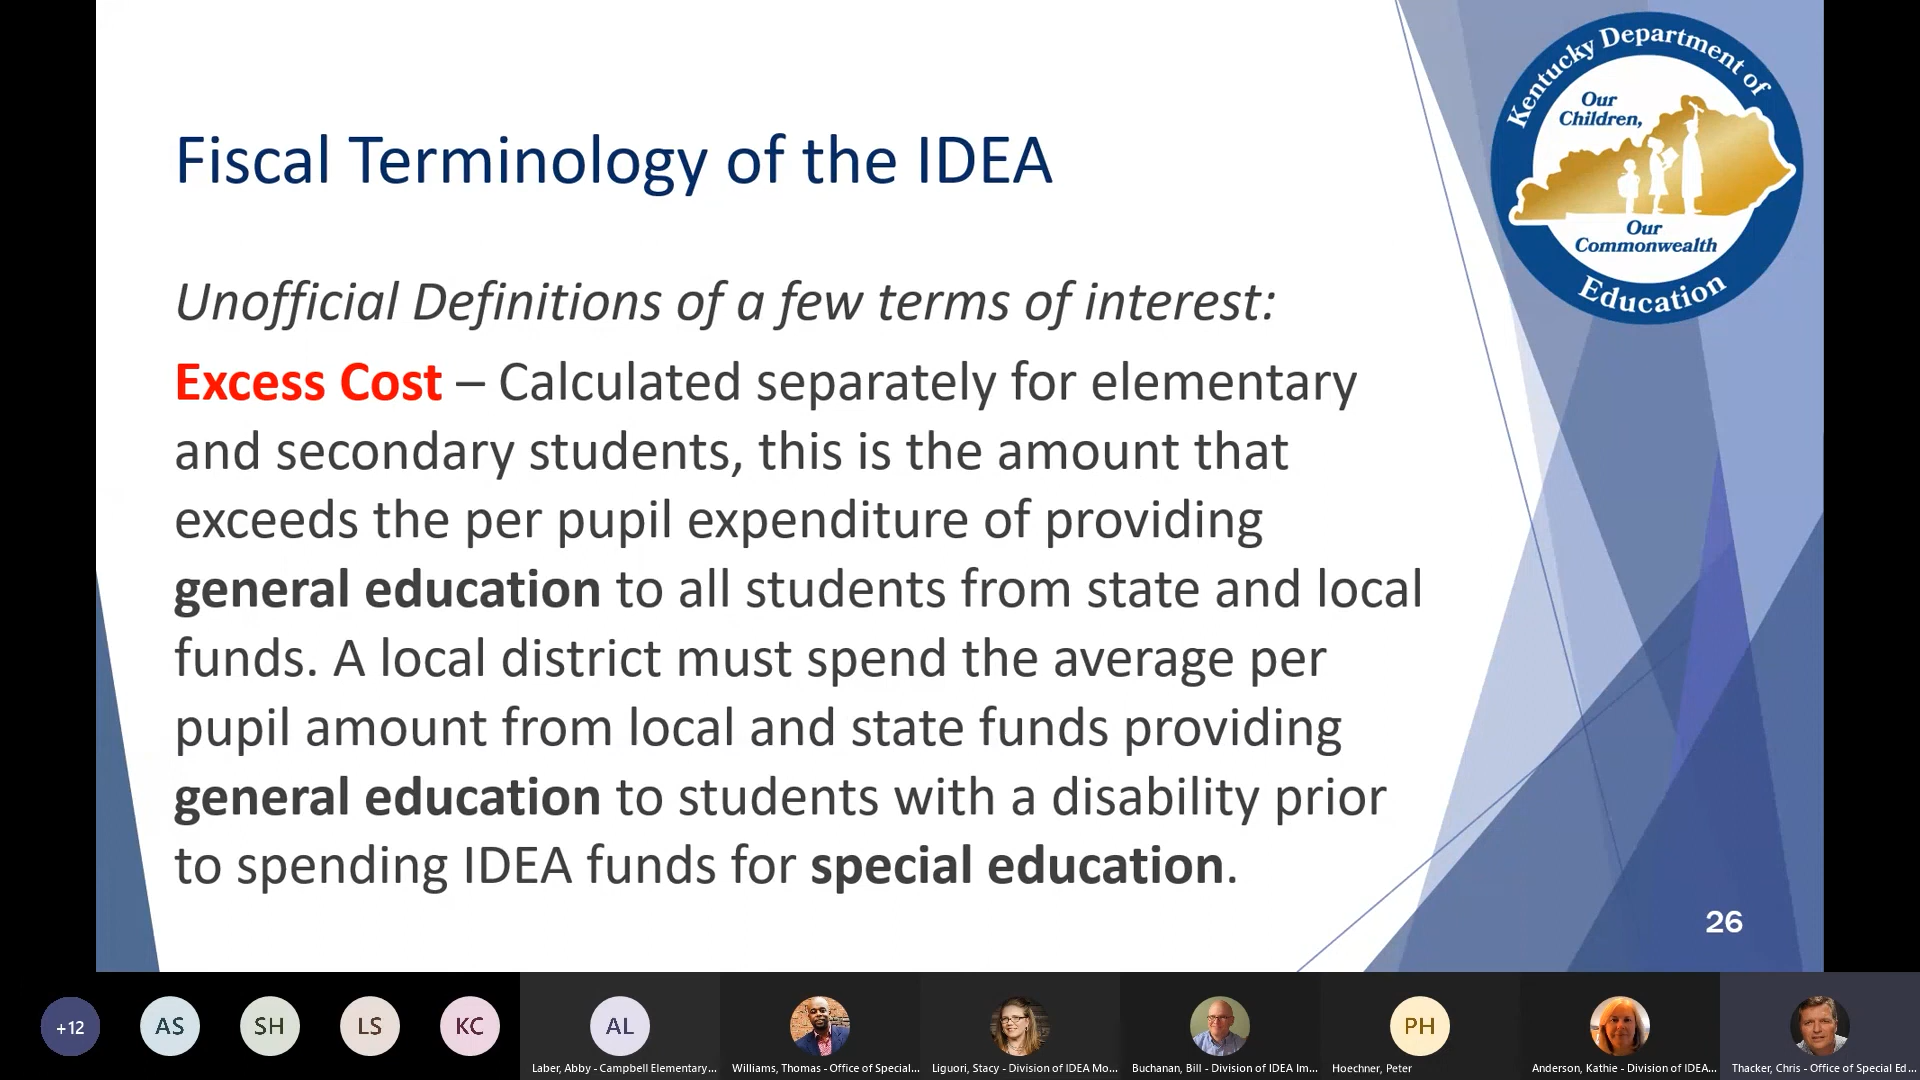 Kentucky Department of
Our
Children,
Our
Commonwealth
Education
Fiscal Terminology of the IDEA
Unofficial Definitions of a few terms of interest:
Excess Cost – Calculated separately for elementary
and secondary students, this is the amount that
exceeds the per pupil expenditure of providing
general education to all students from state and local
funds. A local district must spend the average per
pupil amount from local and state funds providing
general education to students with a disability prior
to spending IDEA funds for special education.
26
+12
AS
SH
LS
KC
AL
PH
Laber, Abby - Campbell Elementary...
Williams, Thomas - Office of Special...
Liguori, Stacy - Division of IDEA Mo...
Buchanan, Bill - Division of IDEA Im...
Hoechner, Peter
Anderson, Kathie - Division of IDEA...
Thacker, Chris - Office of Special Ed...